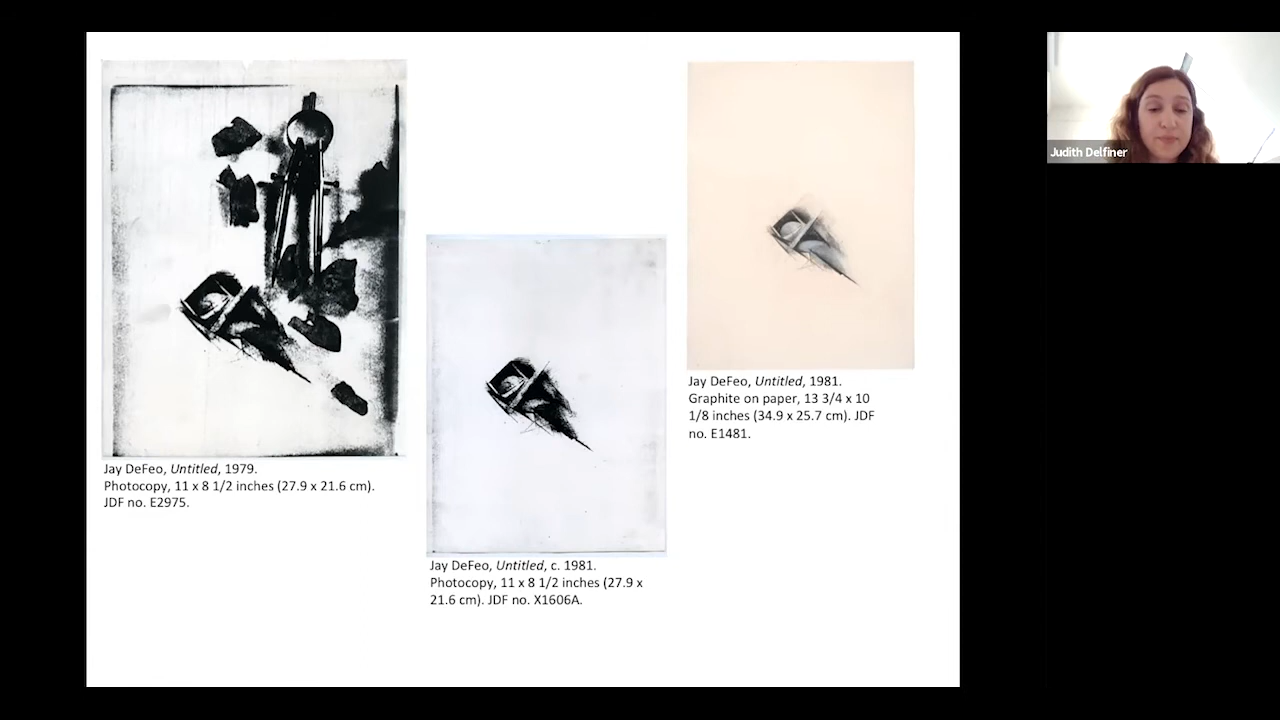 Jay DeFeo, Untitled, 1979.
Photocopy, 11 x 8 1/2 inches (27.9 x 21.6 cm).
JDF no. E2975.
Jay DeFeo, Untitled, c. 1981.
Photocopy, 11 x 8 1/2 inches (27.9 x
21.6 cm). JDF no. X1606A.
Jay DeFeo, Untitled, 1981.
Graphite on paper, 13 3/4 x 10
1/8 inches (34.9 x 25.7 cm). JDF
no. E1481.
Judith Delfiner